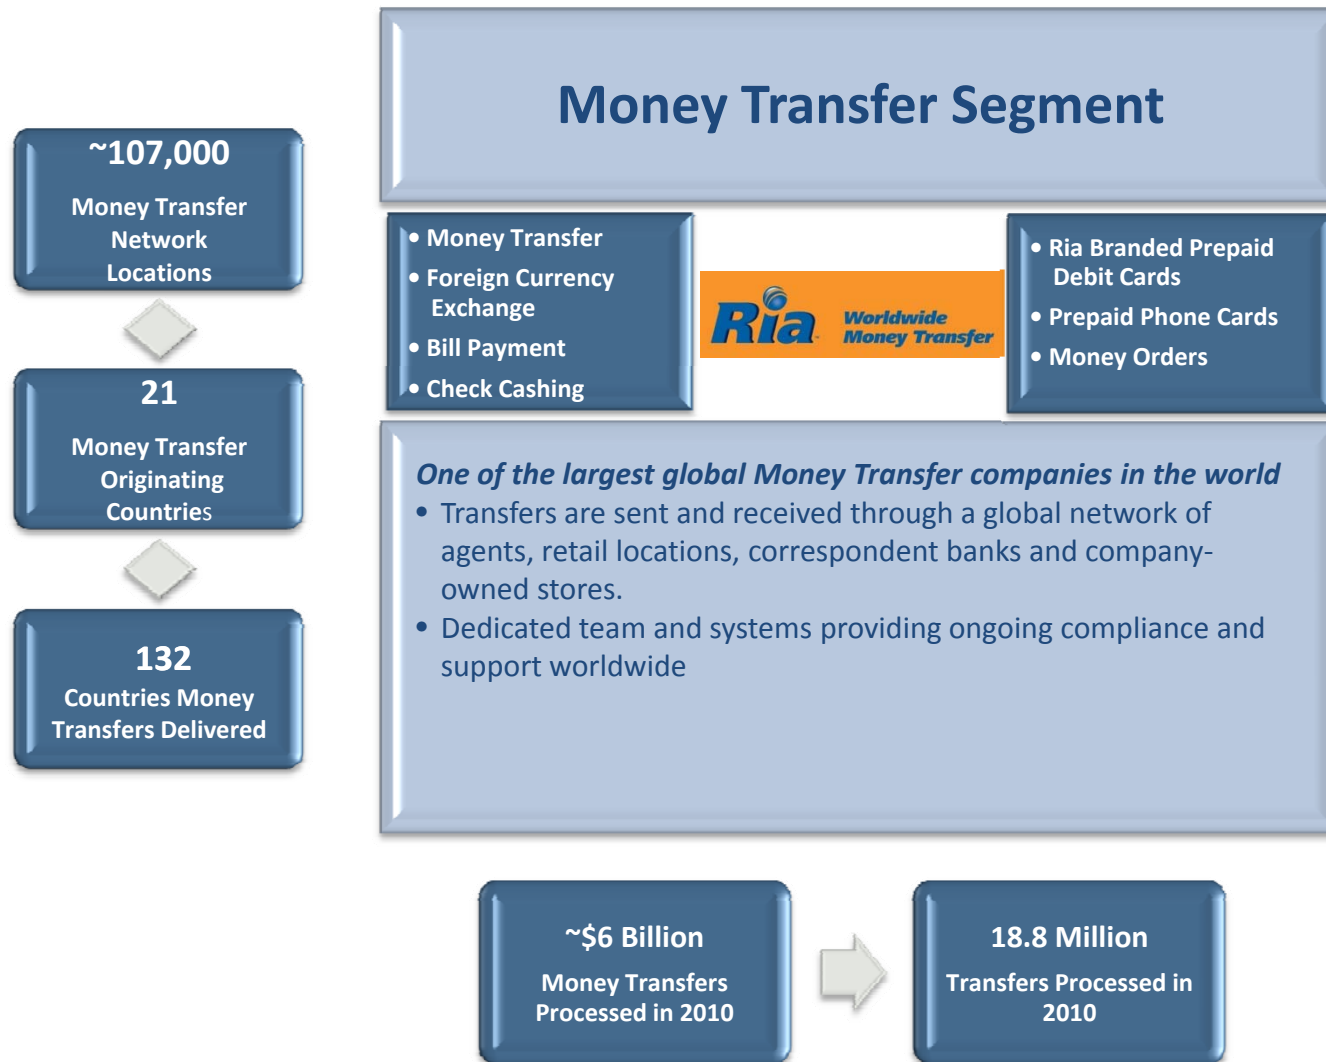 Money Transfer Segment
~107,000
Money Transfer
Network
Locations
21
Money Transfer
Originating
Countries
132
Countries Money
Transfers Delivered
• Money Transfer
• Foreign Currency
Exchange
• Bill Payment
• Check Cashing
Ria Worldwide
Money Transfer
• Ria Branded Prepaid
Debit Cards
• Prepaid Phone Cards
• Money Orders
One of the largest global Money Transfer companies in the world
• Transfers are sent and received through a global network of
agents, retail locations, correspondent banks and company-
owned stores.
• Dedicated team and systems providing ongoing compliance and
support worldwide
~$6 Billion
Money Transfers
Processed in 2010
18.8 Million
Transfers Processed in
2010